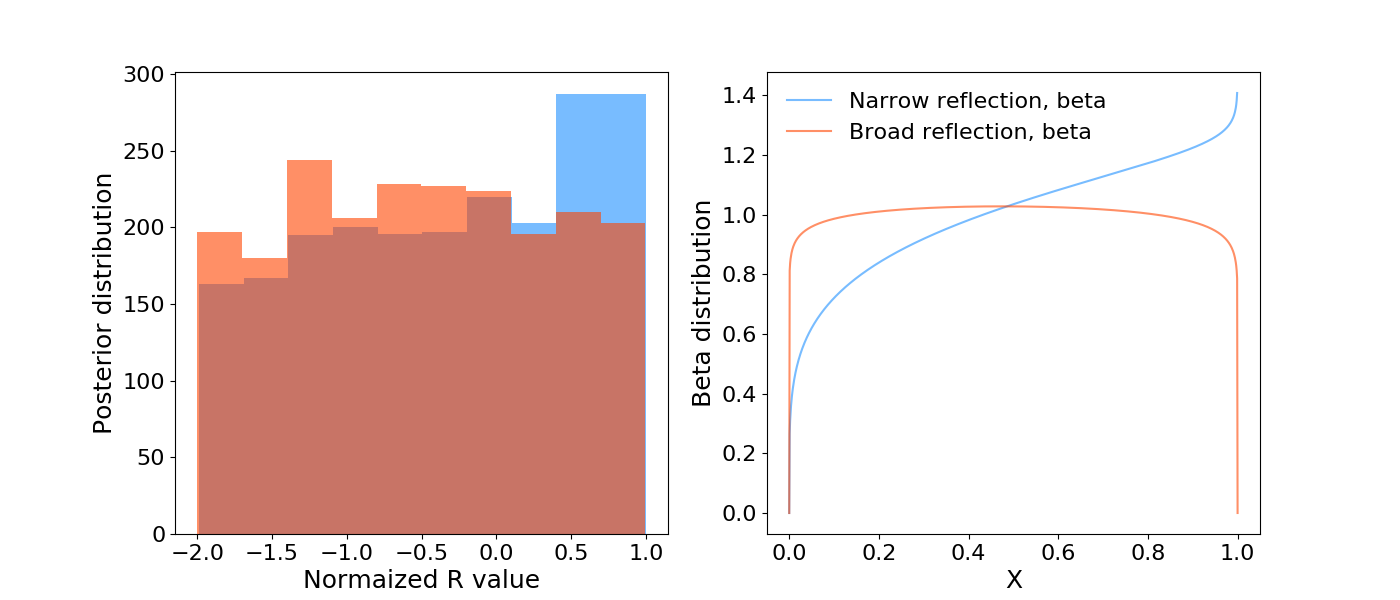 300
250
200
150
100
50
0
−2.0 −1.5 −1.0 −0.5 0.0 0.5 1.0
Normaized R value
Posterior distribution
1.4
1.2
1.0
0.8
0.6
0.4
0.2
0.0
0.0 0.2 0.4 0.6 0.8 1.0
X
Beta distribution
Narrow reflection, beta
Broad reflection, beta